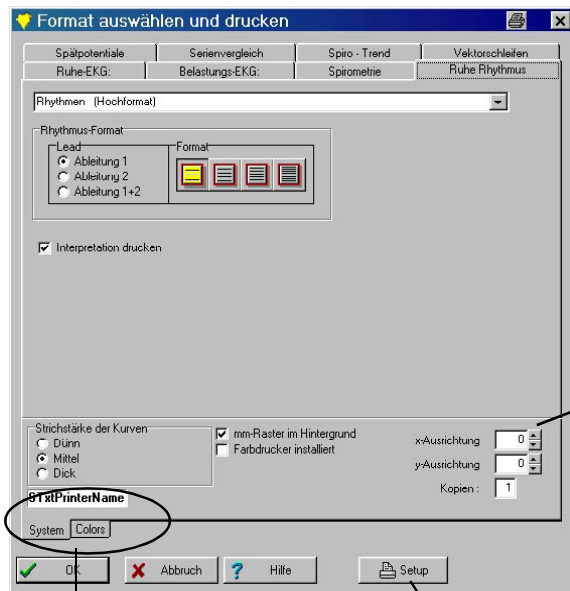 Format auswählen und drucken
Spätpotentiale Serienvergleich Spiro - Trend Vektorschleifen
Ruhe-EKG: Belastungs-EKG: Spirometrie Ruhe Rhythmus
Rhythmen (Hochformat)
Rhythmus-Format
Lead Format
Ableitung 1
Ableitung 2
Ableitung 1+2
Interpretation drucken
Strichstärke der Kurven
Dünn
Mittel
Dick
mm-Raster im Hintergrund
Farbdrucker installiert
x-Ausrichtung 0
y-Ausrichtung 0
Kopien : 1
STxtPrinterName
System Colors
OK Abbruch ? Hilfe Setup